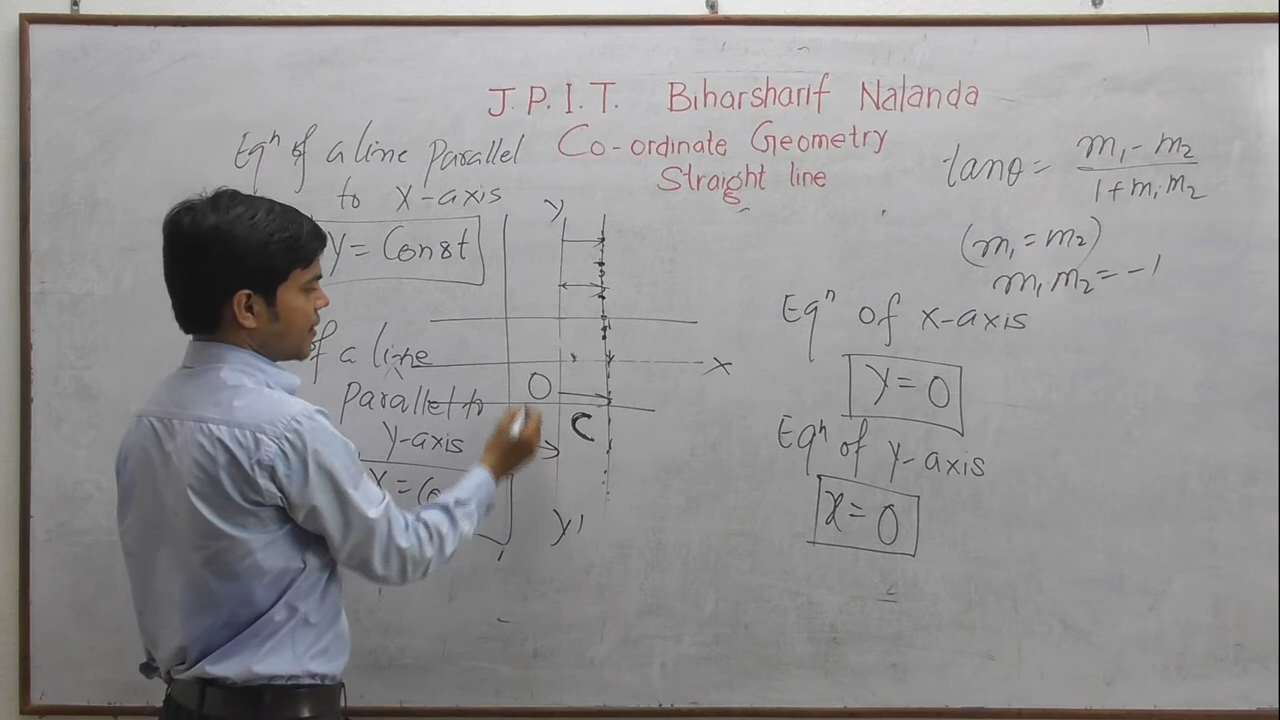 J.P.I.T. Biharsharif Nalanda
Co-ordinate Geometry
Straight line
Eqⁿ of a line Parallel
to X-axis
Y = Const
of a line
Parallel to
Y-axis
X = Co
Y
X
O
C
Y'
tanθ = m₁ - m₂ / 1 + m₁m₂
(m₁ = m₂)
m₁m₂ = -1
Eqⁿ of x-axis
Y = 0
Eqⁿ of Y-axis
X = 0